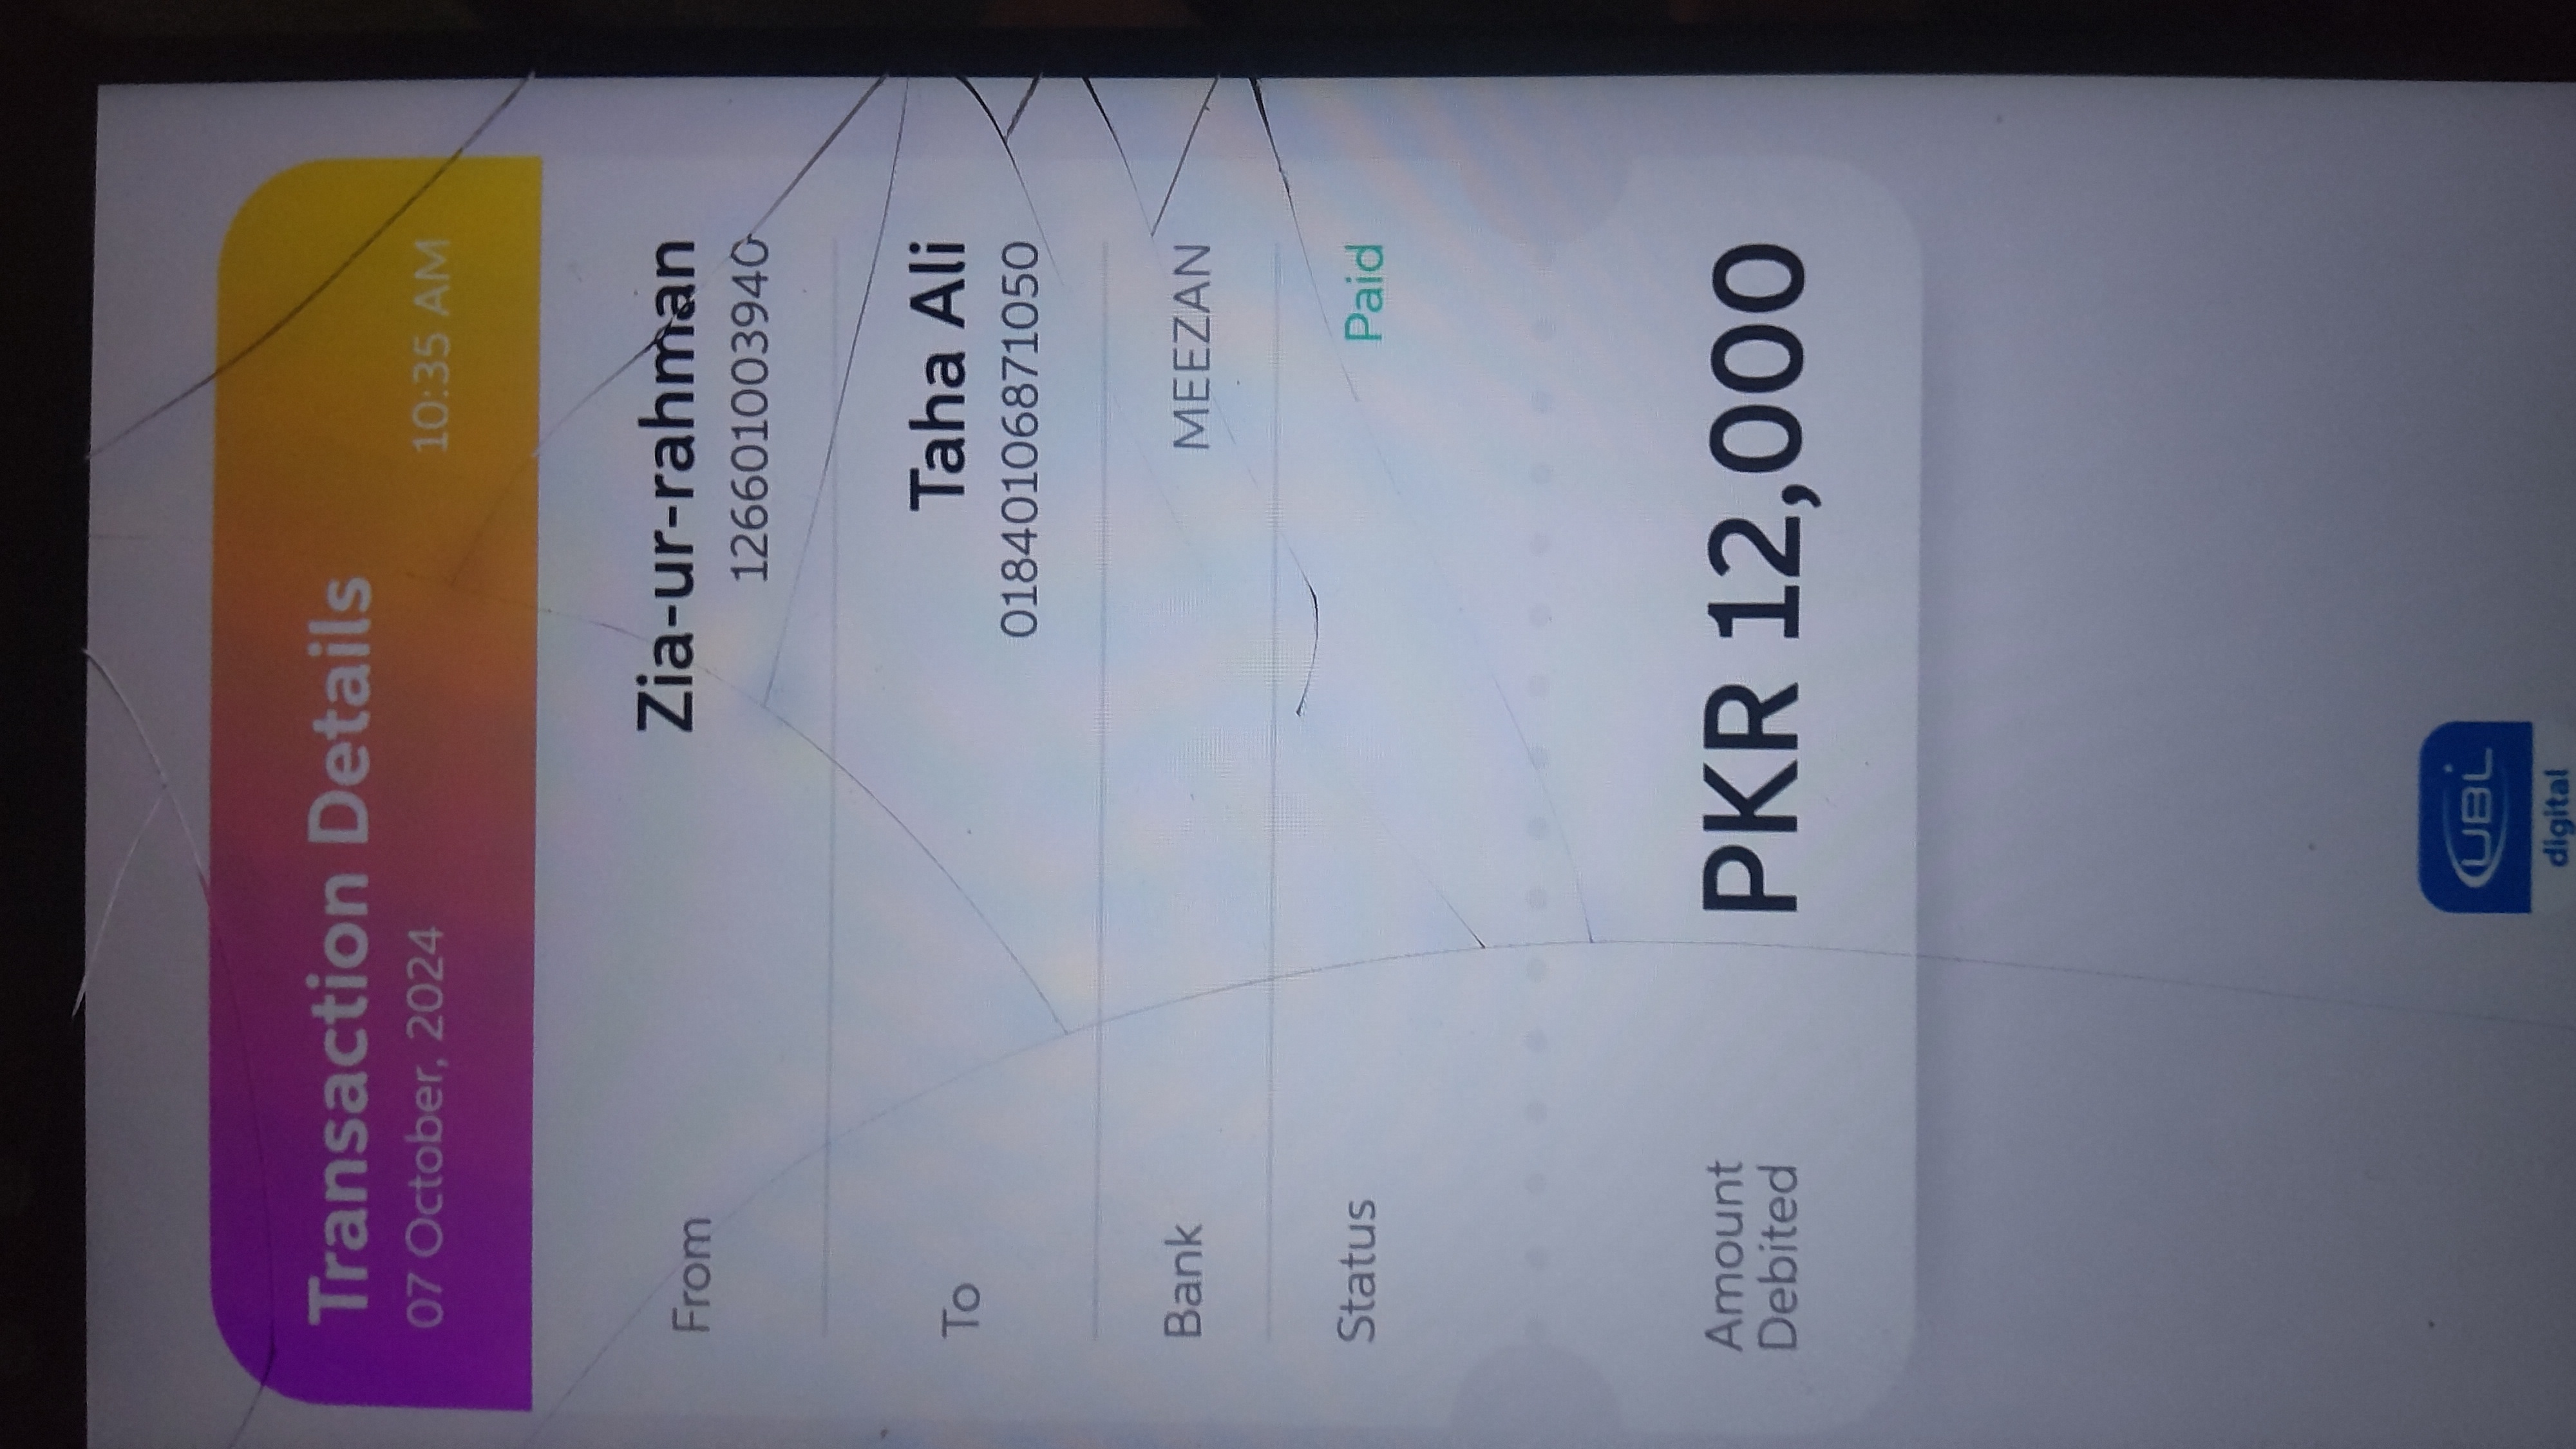 Transaction Details
07 October, 2024
10:35 AM
From
Zia-ur-rahman
126601003940
To
Taha Ali
01840106871050
Bank
MEEZAN
Status
Paid
Amount
Debited
PKR 12,000
UBL
digital